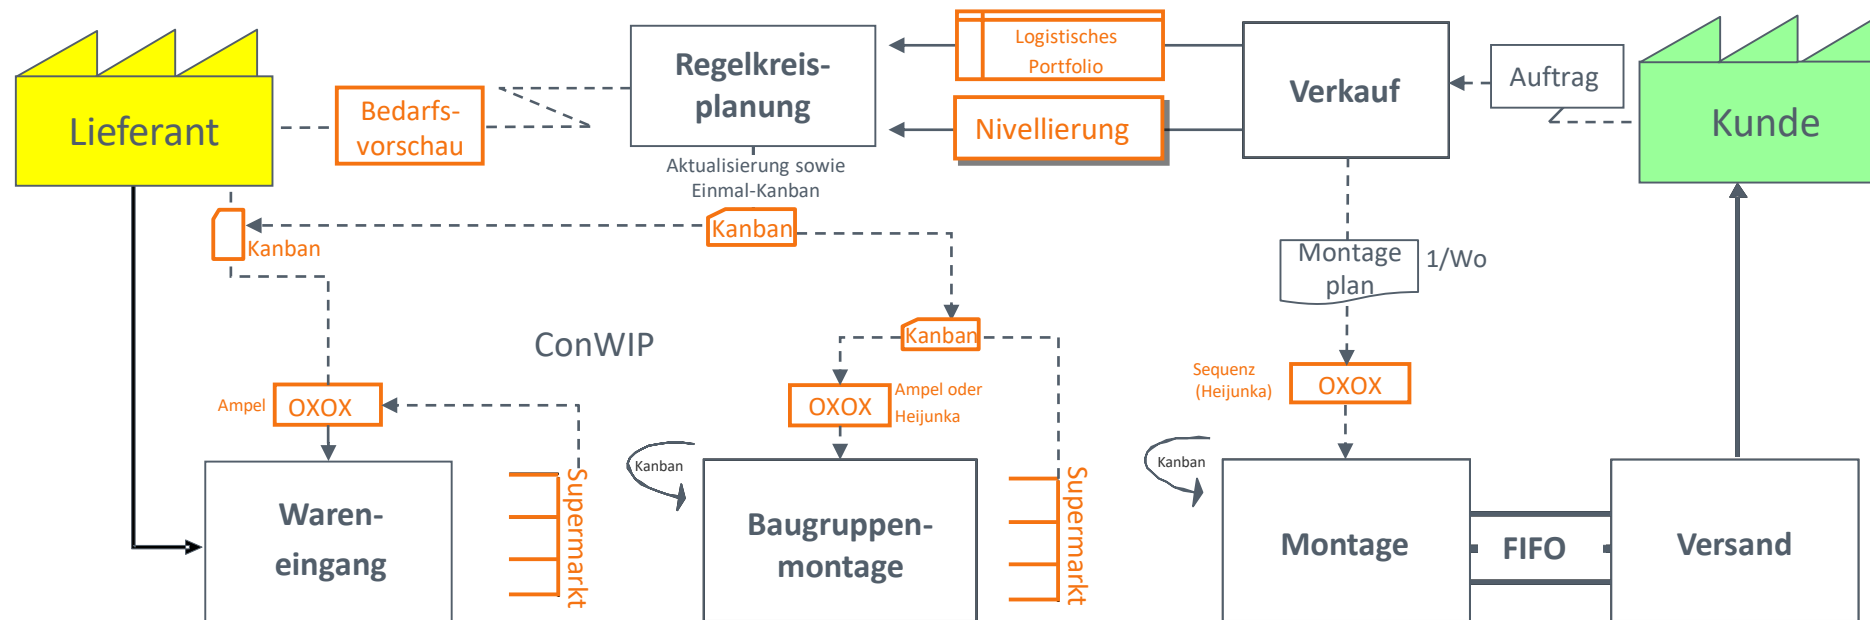 Lieferant
Bedarfs-
vorschau
Regelkreis-
planung
Aktualisierung sowie
Einmal-Kanban
Logistisches
Portfolio
Nivellierung
Verkauf
Auftrag
Kunde
Kanban
Kanban
Montage
plan
1/Wo
ConWIP
Kanban
Ampel
OXOX
OXOX
Ampel oder
Heijunka
Sequenz
(Heijunka)
OXOX
Waren-
eingang
Supermarkt
Kanban
Baugruppen-
montage
Supermarkt
Kanban
Montage
FIFO
Versand